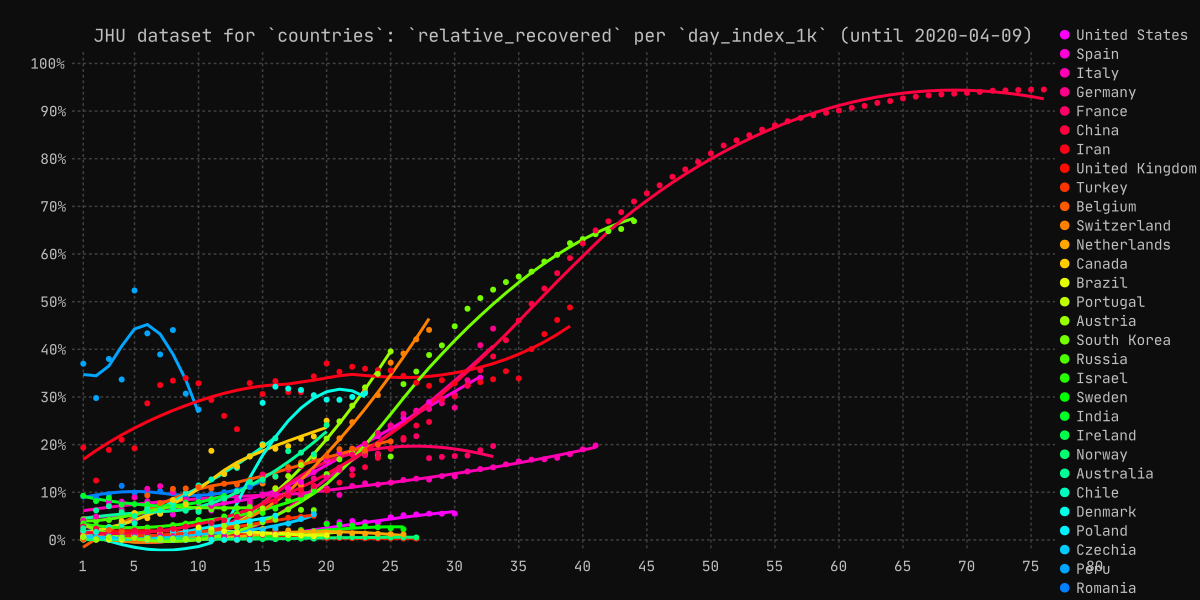 JHU dataset for `countries`: `relative_recovered` per `day_index_1k` (until 2020-04-09)
100%
90%
80%
70%
60%
50%
40%
30%
20%
10%
0%
1 5 10 15 20 25 30 35 40 45 50 55 60 65 70 75 80
United States
Spain
Italy
Germany
France
China
Iran
United Kingdom
Turkey
Belgium
Switzerland
Netherlands
Canada
Brazil
Portugal
Austria
South Korea
Russia
Israel
Sweden
India
Ireland
Norway
Australia
Chile
Denmark
Poland
Czechia
Peru
Romania